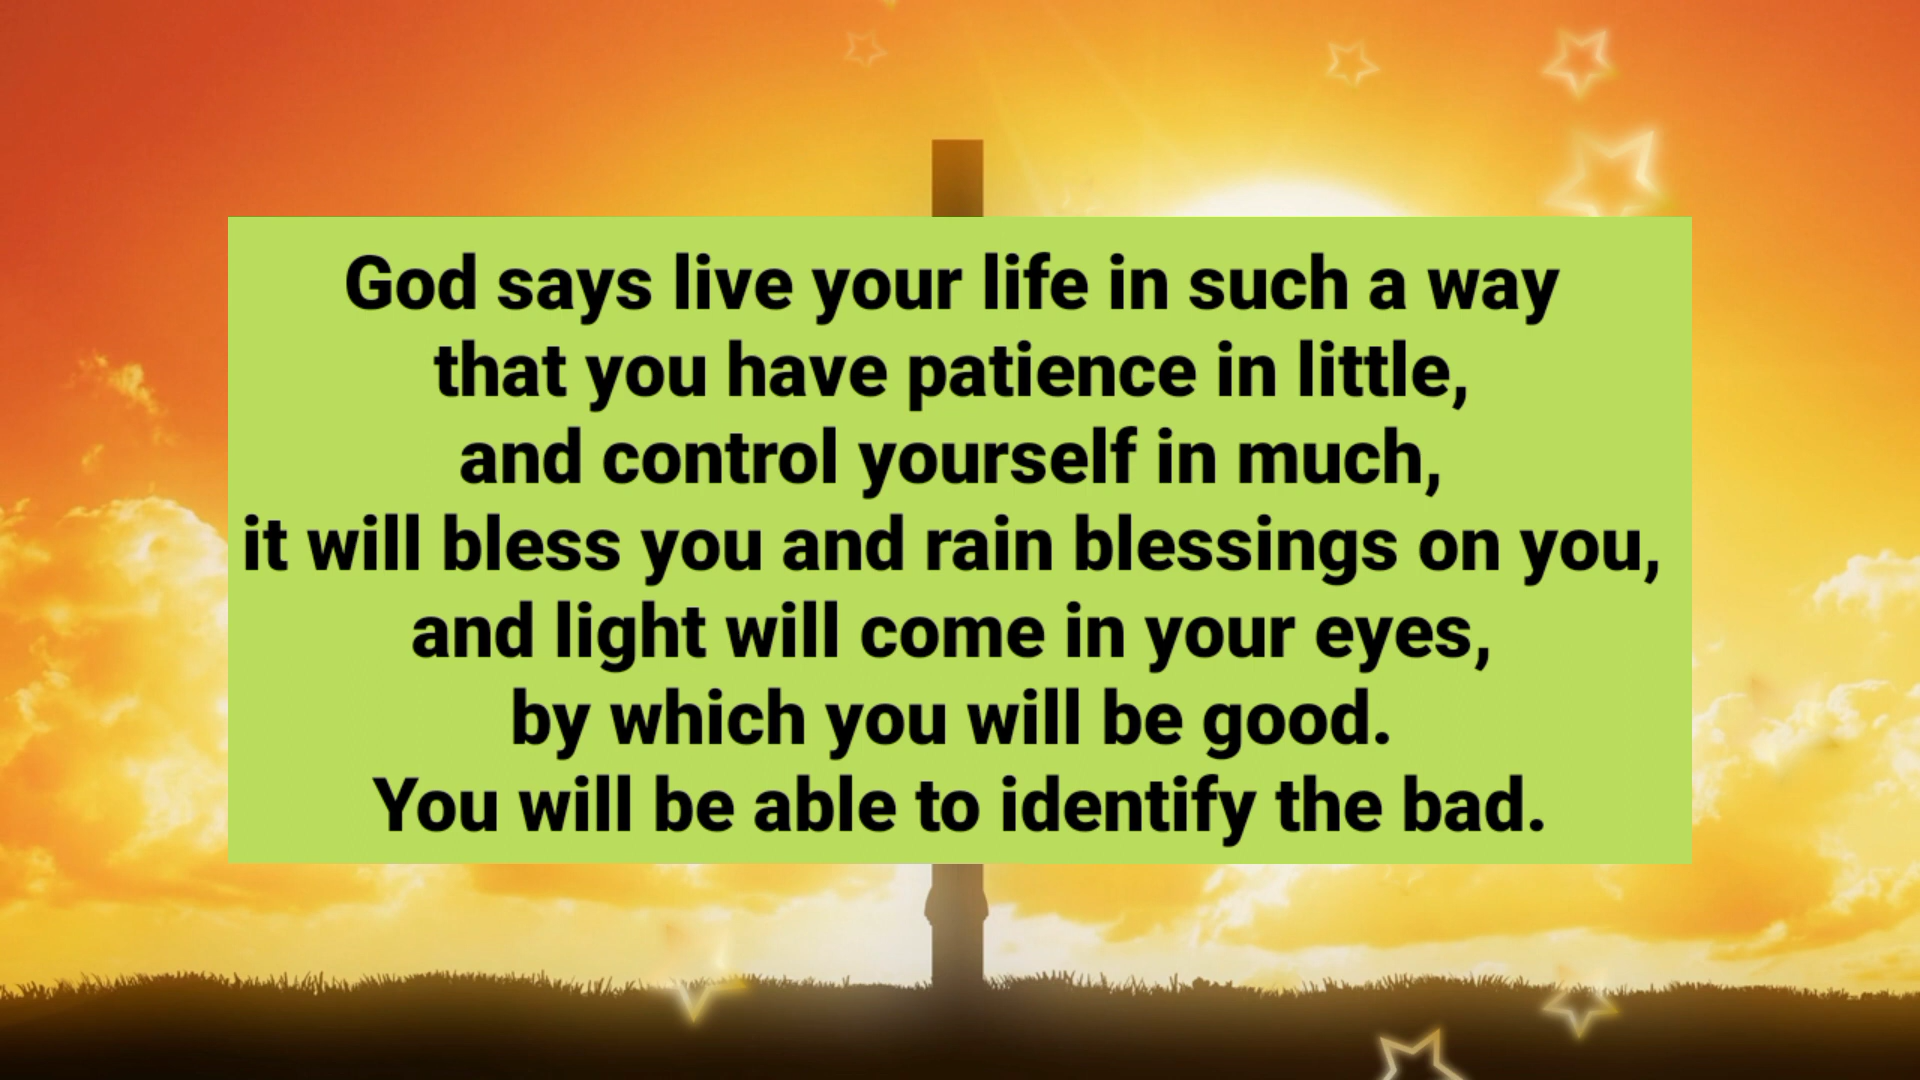 God says live your life in such a way
that you have patience in little,
and control yourself in much,
it will bless you and rain blessings on you,
and light will come in your eyes,
by which you will be good.
You will be able to identify the bad.